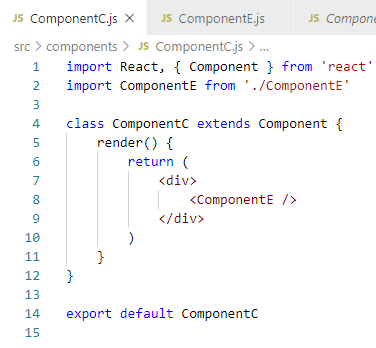 JS ComponentC.js × JS ComponentE.js JS Compone
src > components > JS ComponentC.js > ...
1 import React, { Component } from 'react'
2 import ComponentE from './ComponentE'
3
4 class ComponentC extends Component {
5     render() {
6         return (
7             <div>
8                 <ComponentE />
9             </div>
10         )
11     }
12 }
13
14 export default ComponentC
15